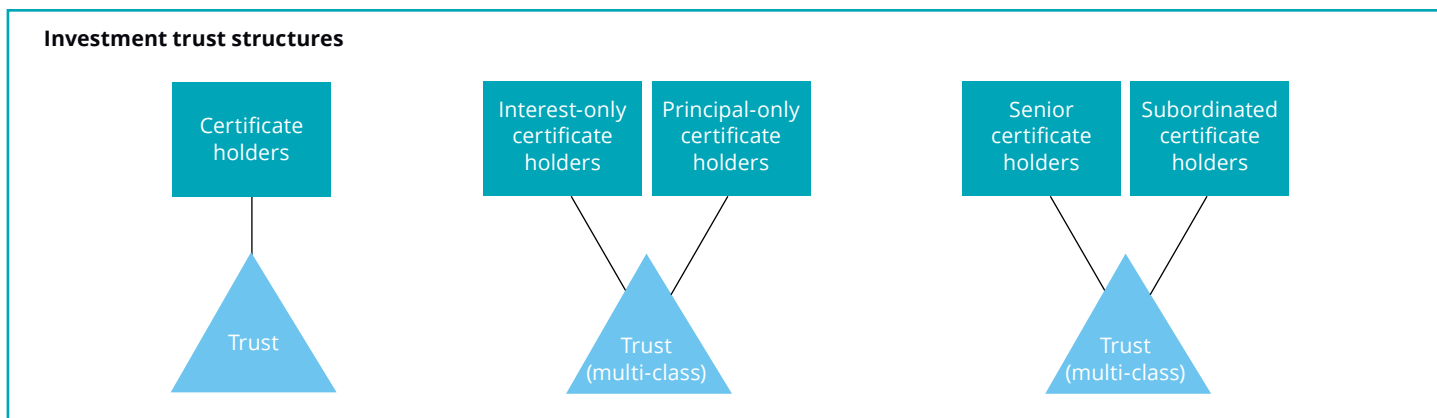 Investment trust structures
Certificate
holders
Interest-only
certificate
holders
Principal-only
certificate
holders
Senior
certificate
holders
Subordinated
certificate
holders
Trust
Trust
(multi-class)
Trust
(multi-class)